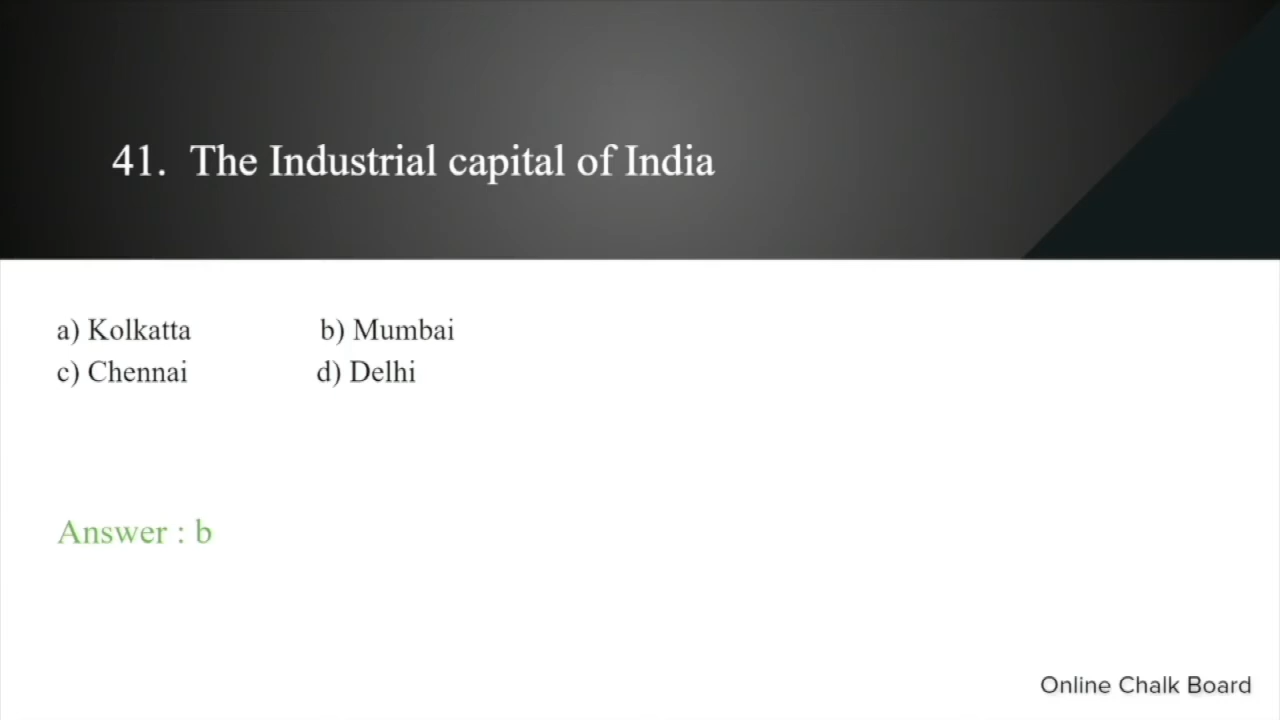 41. The Industrial capital of India
a) Kolkatta b) Mumbai
c) Chennai d) Delhi
Answer : b
Online Chalk Board